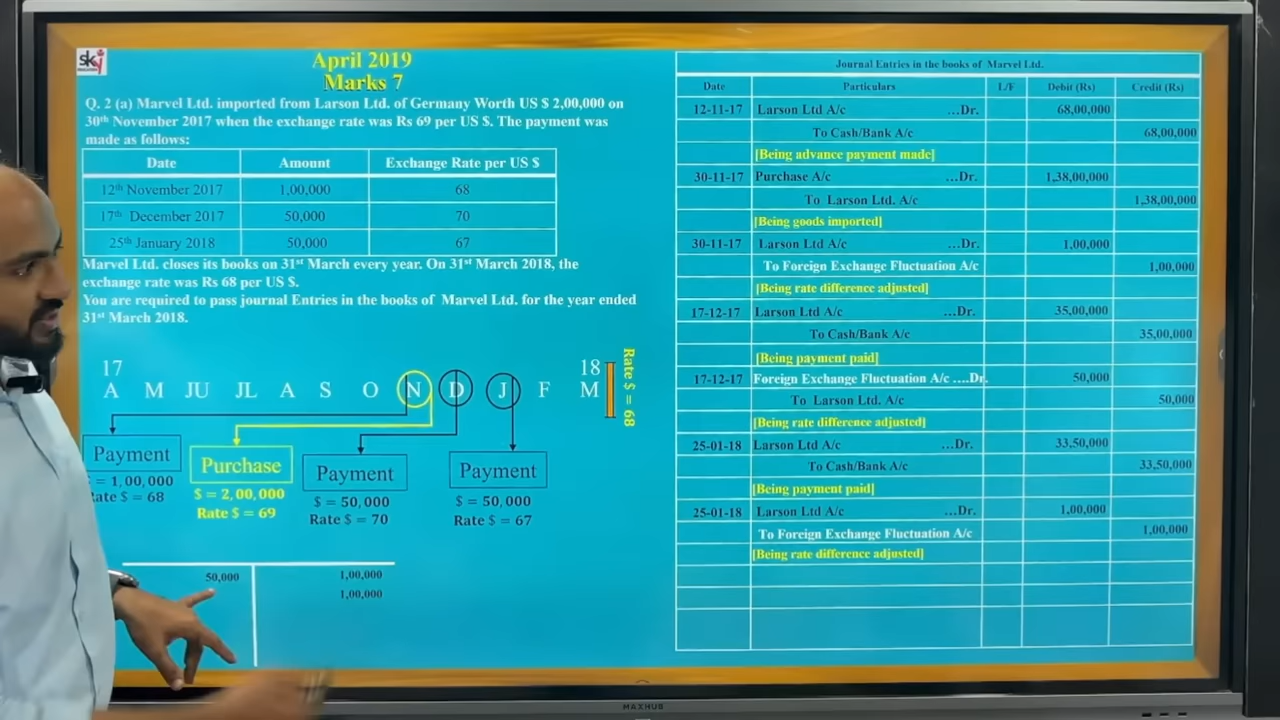 sky
April 2019
Marks 7
Q. 2 (a) Marvel Ltd. imported from Larson Ltd. of Germany Worth US $ 2,00,000 on
30th November 2017 when the exchange rate was Rs 69 per US $. The payment was
made as follows:
Date Amount Exchange Rate per US $
12th November 2017 1,00,000 68
17th December 2017 50,000 70
25th January 2018 50,000 67
Marvel Ltd. closes its books on 31st March every year. On 31st March 2018, the
exchange rate was Rs 68 per US $.
You are required to pass journal Entries in the books of Marvel Ltd. for the year ended
31st March 2018.
17 18
A M JU JL A S O N D J F M
Rate $ = 68
Payment
= 1,00,000
ate $ = 68
Purchase
$ = 2,00,000
Rate $ = 69
Payment
$ = 50,000
Rate $ = 70
Payment
$ = 50,000
Rate $ = 67
50,000 1,00,000
1,00,000
Journal Entries in the books of Marvel Ltd.
Date Particulars L/F Debit (Rs) Credit (Rs)
12-11-17 Larson Ltd A/c ...Dr. 68,00,000
To Cash/Bank A/c 68,00,000
[Being advance payment made]
30-11-17 Purchase A/c ...Dr. 1,38,00,000
To Larson Ltd. A/c 1,38,00,000
[Being goods imported]
30-11-17 Larson Ltd A/c ...Dr. 1,00,000
To Foreign Exchange Fluctuation A/c 1,00,000
[Being rate difference adjusted]
17-12-17 Larson Ltd A/c ...Dr. 35,00,000
To Cash/Bank A/c 35,00,000
[Being payment paid]
17-12-17 Foreign Exchange Fluctuation A/c ....Dr. 50,000
To Larson Ltd. A/c 50,000
[Being rate difference adjusted]
25-01-18 Larson Ltd A/c ...Dr. 33,50,000
To Cash/Bank A/c 33,50,000
[Being payment paid]
25-01-18 Larson Ltd A/c ...Dr. 1,00,000
To Foreign Exchange Fluctuation A/c 1,00,000
[Being rate difference adjusted]
MAXHUB